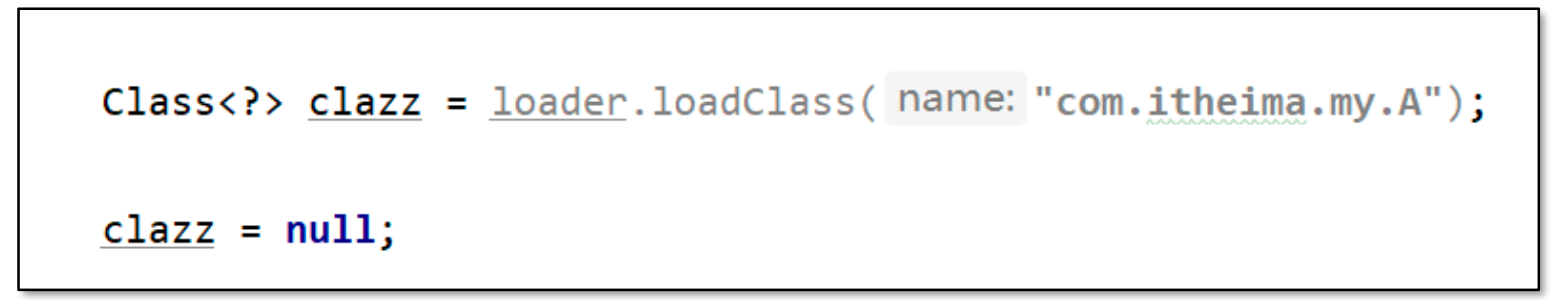 Class<?> clazz = loader.loadClass( name: "com.itheima.my.A");
clazz = null;